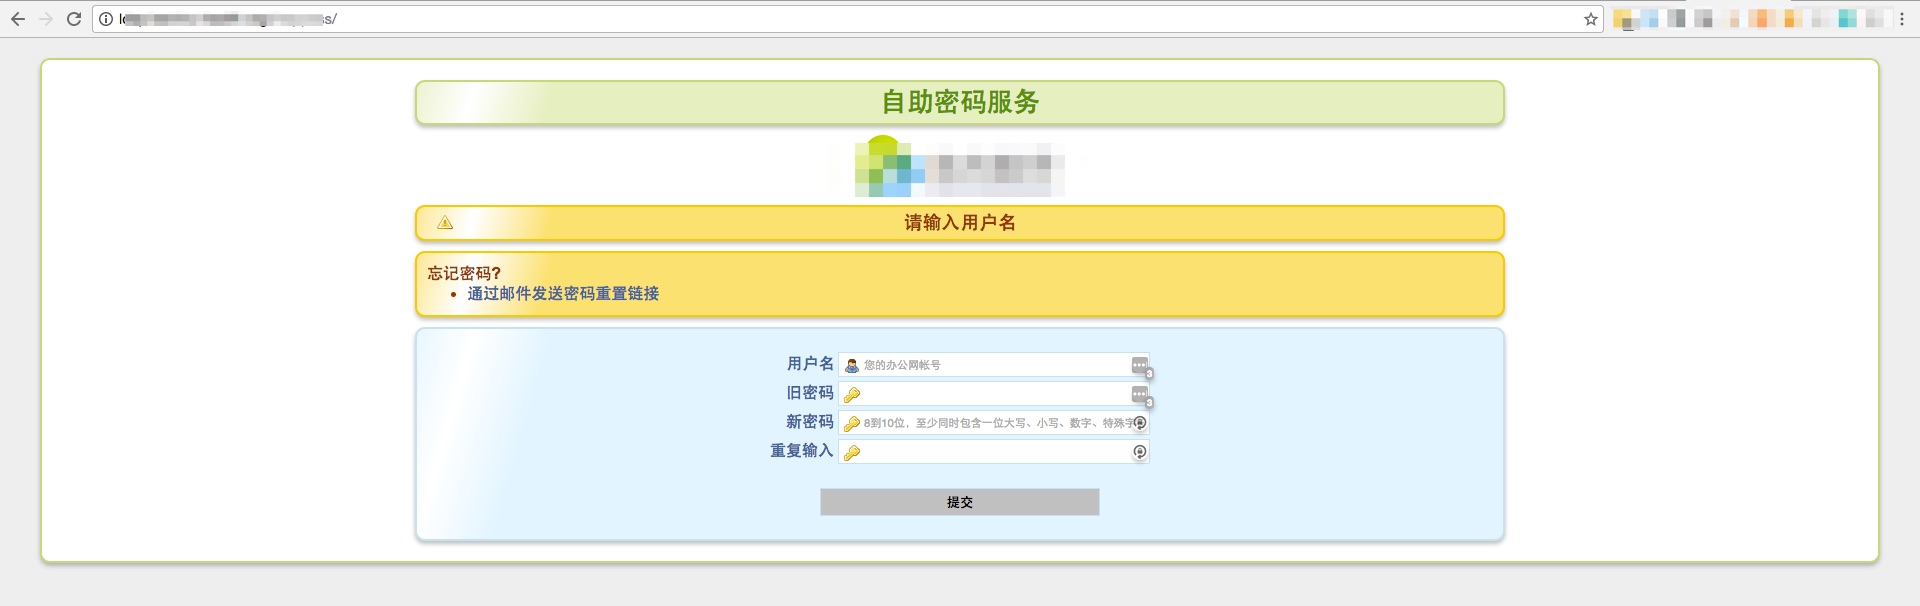 自助密码服务
请输入用户名
忘记密码?
• 通过邮件发送密码重置链接
用户名 您的办公网帐号
3
旧密码
3
新密码 8到10位，至少同时包含一位大写、小写、数字、特殊字
重复输入
提交